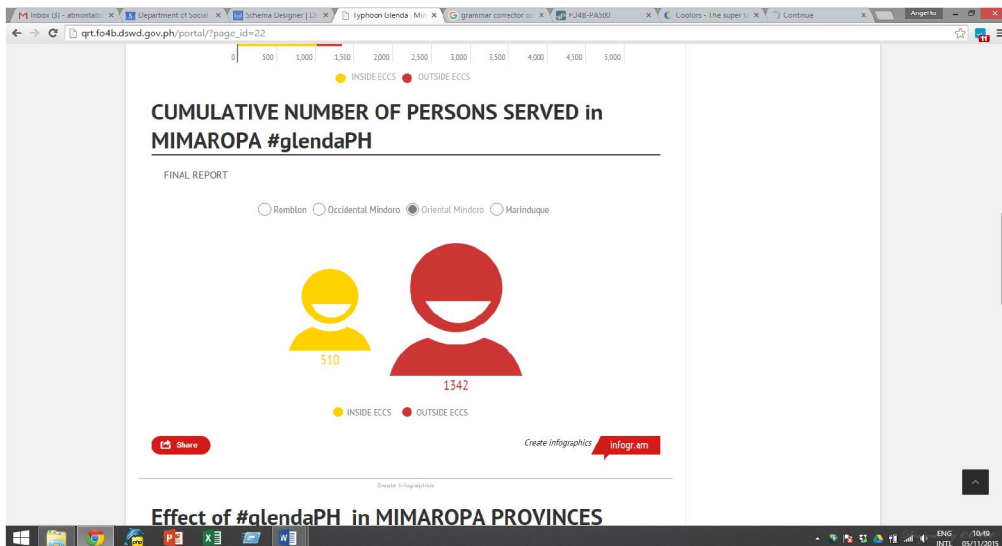 Inbox (3) - atmontalb
Department of Social
Schema Designer | Di
Typhoon Glenda : Mim
grammar corrector on
FO4B-PA500
Coolors - The super fa
Continue
Angelito
qrt.fo4b.dswd.gov.ph/portal/?page_id=22
0 500 1,000 1,500 2,000 2,500 3,000 3,500 4,000 4,500 5,000
INSIDE ECCS OUTSIDE ECCS
CUMULATIVE NUMBER OF PERSONS SERVED in
MIMAROPA #glendaPH
FINAL REPORT
Romblon Occidental Mindoro Oriental Mindoro Marinduque
510
1342
INSIDE ECCS OUTSIDE ECCS
Share
Create infographics infogr.am
Create Infographics
Effect of #glendaPH in MIMAROPA PROVINCES
ENG 10:49
INTL 05/11/2015